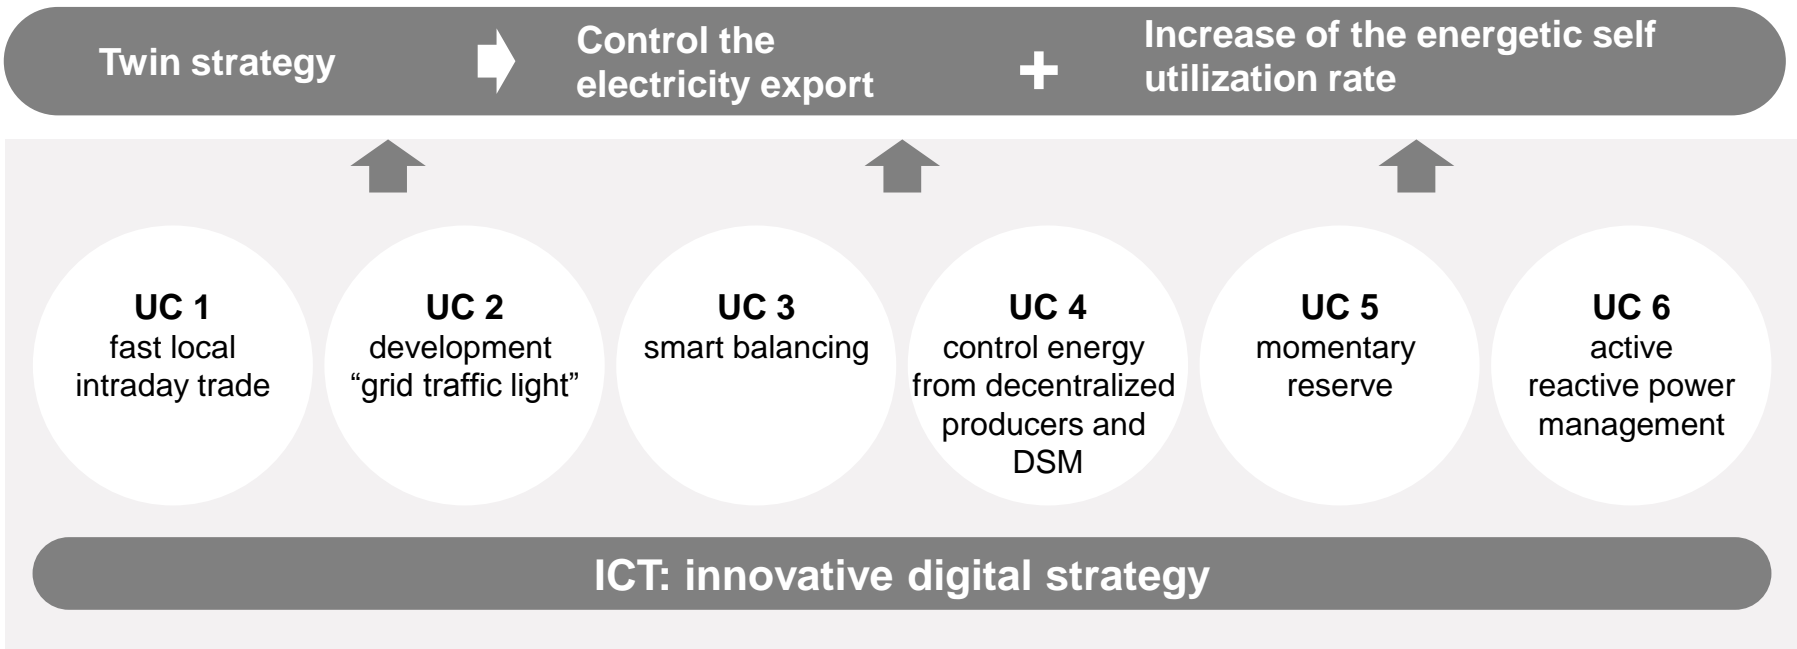 Twin strategy
Control the
electricity export
+
Increase of the energetic self
utilization rate
UC 1
fast local
intraday trade
UC 2
development
“grid traffic light”
UC 3
smart balancing
UC 4
control energy
from decentralized
producers and
DSM
UC 5
momentary
reserve
UC 6
active
reactive power
management
ICT: innovative digital strategy